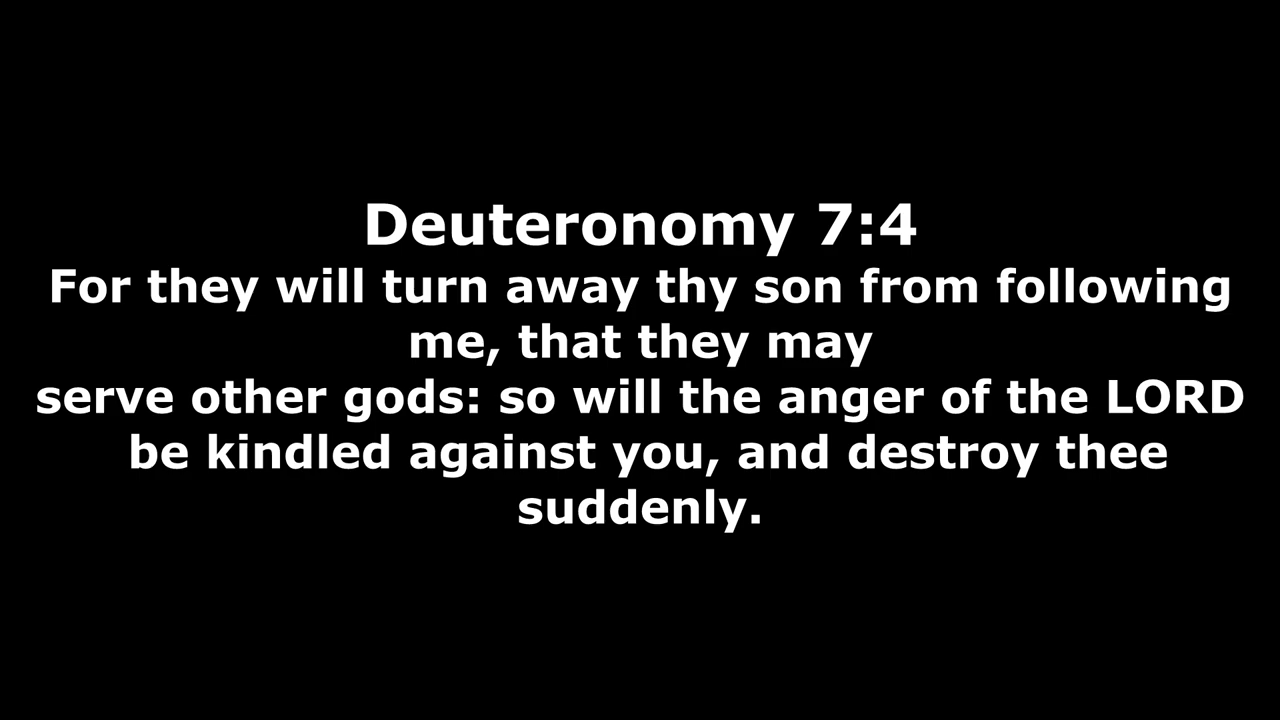 Deuteronomy 7:4
For they will turn away thy son from following
me, that they may
serve other gods: so will the anger of the LORD
be kindled against you, and destroy thee
suddenly.